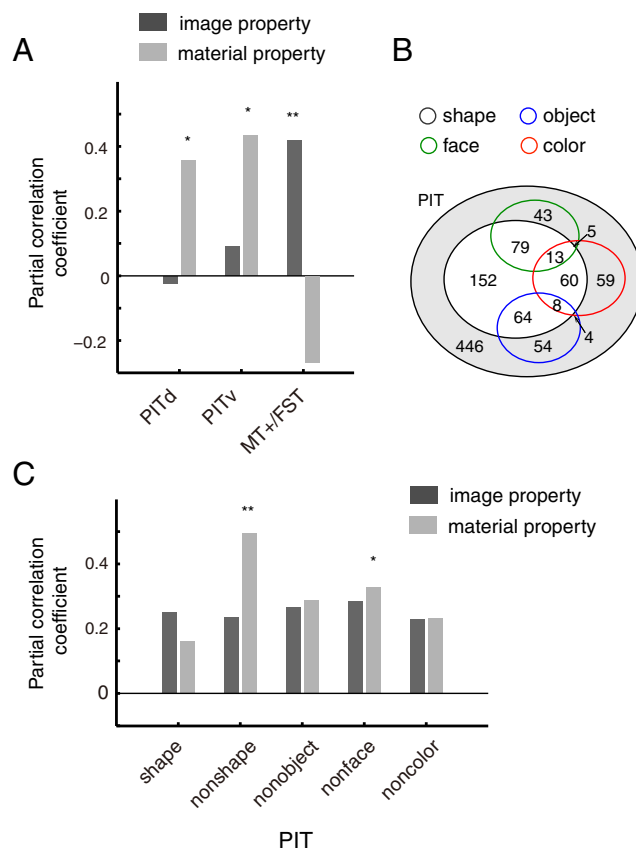 A
image property
material property
Partial correlation
coefficient
0.4
0.2
0
−0.2
*
*
**
PITd
PITv
MT+/FST
B
shape
object
face
color
PIT
43
5
79
13
152
60
59
8
64
4
446
54
C
image property
material property
Partial correlation
coefficient
0.4
0.2
0
**
*
shape
nonshape
nonobject
nonface
noncolor
PIT